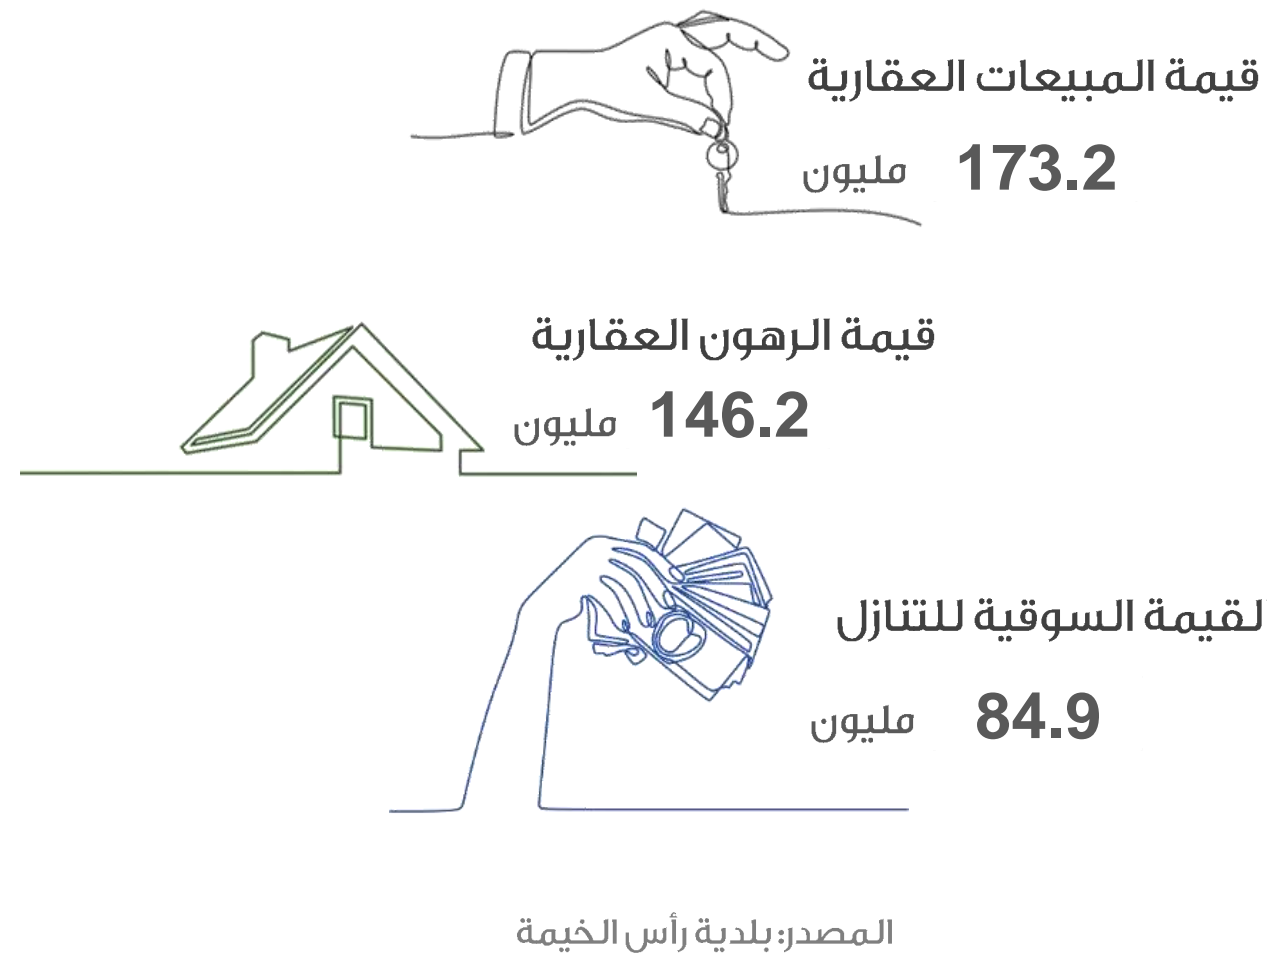 قيمة المبيعات العقارية
173.2 مليون
قيمة الرهون العقارية
146.2 مليون
لقيمة السوقية للتنازل
84.9 مليون
المصدر: بلدية رأس الخيمة